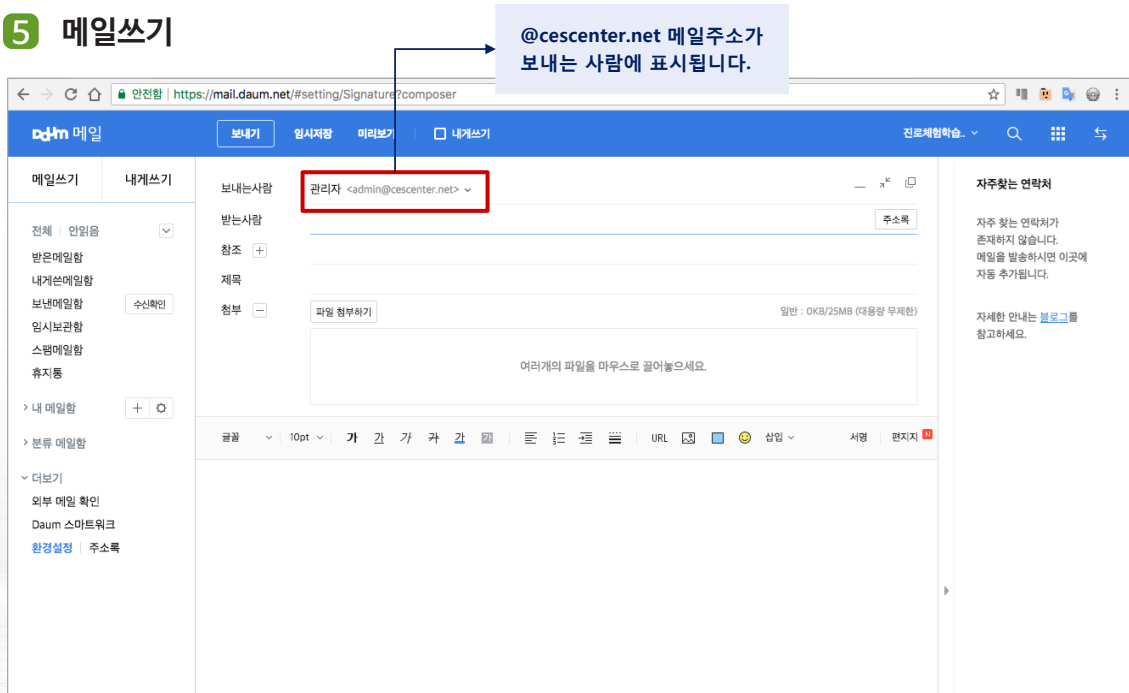 5 메일쓰기
@cescenter.net 메일주소가
보내는 사람에 표시됩니다.
안전함 https://mail.daum.net/#setting/Signature?composer
Daum 메일
보내기 임시저장 미리보기 내게쓰기
진로체험학습..
메일쓰기 내게쓰기
전체 안읽음
받은메일함
내게쓴메일함
보낸메일함 수신확인
임시보관함
스팸메일함
휴지통
내 메일함
분류 메일함
더보기
외부 메일 확인
Daum 스마트워크
환경설정 주소록
보내는사람 관리자 <admin@cescenter.net>
받는사람 주소록
참조
제목
첨부 파일 첨부하기 일반 : 0KB/25MB (대용량 무제한)
여러개의 파일을 마우스로 끌어놓으세요.
글꼴 10pt 가 가 가 가 가 가 URL 삽입 서명 편지지 N
자주찾는 연락처
자주 찾는 연락처가
존재하지 않습니다.
메일을 발송하시면 이곳에
자동 추가됩니다.
자세한 안내는 블로그를
참고하세요.